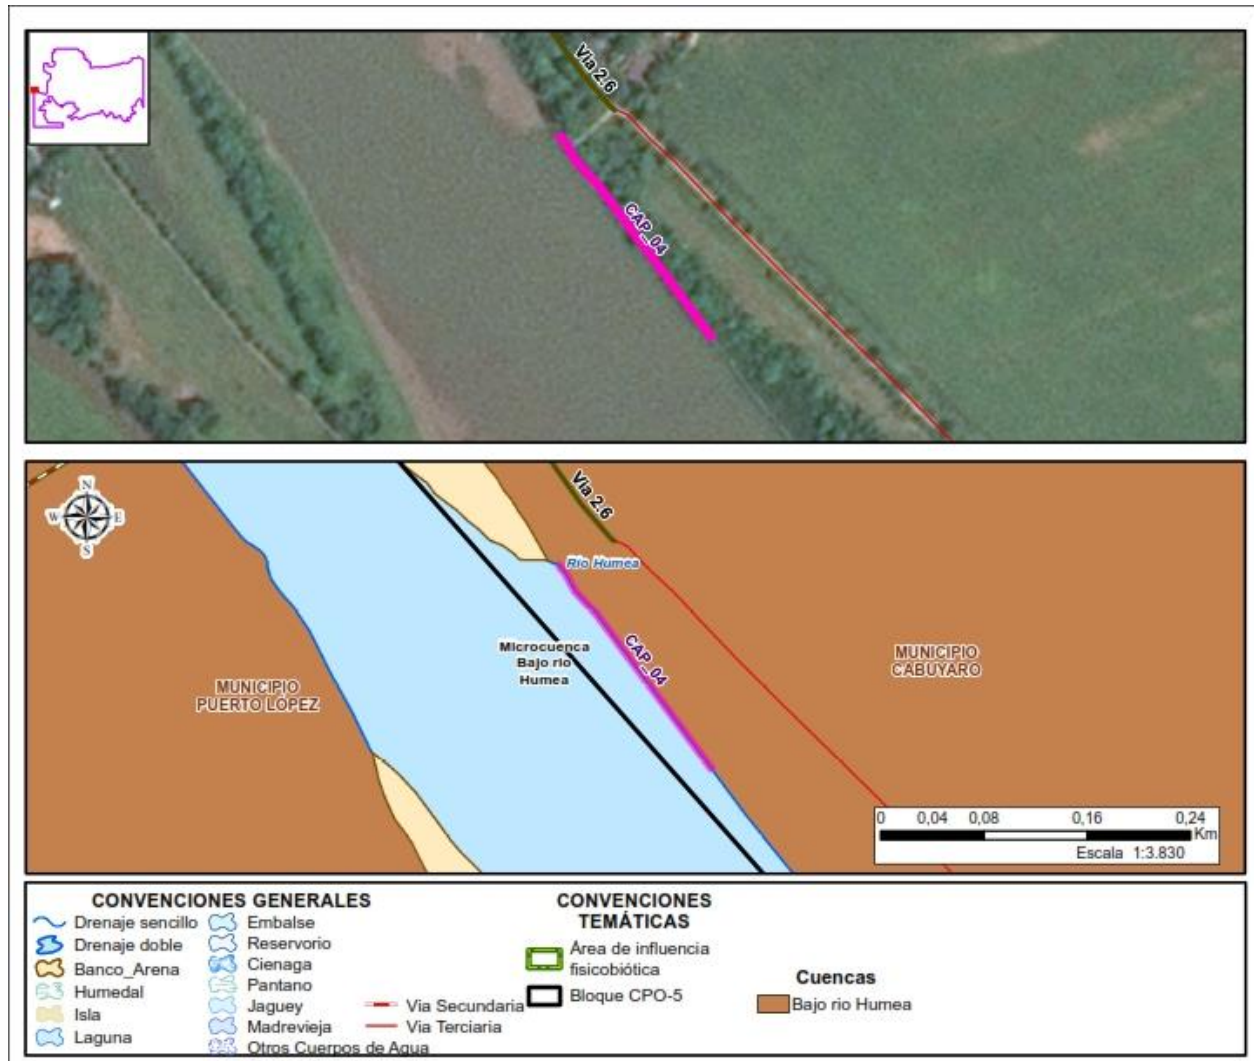 Via 2.6
CAP_04
N
W E
S
Via 2.6
Río Humea
CAP_04
Microcuenca
Bajo rio
Humea
MUNICIPIO
PUERTO LÓPEZ
MUNICIPIO
CABUYARO
0 0,04 0,08 0,16 0,24
Km
Escala 1:3.830
CONVENCIONES GENERALES
Drenaje sencillo
Drenaje doble
Banco_Arena
Humedal
Isla
Laguna
Embalse
Reservorio
Cienaga
Pantano
Jaguey
Madrevieja
Otros Cuerpos de Agua
Via Secundaria
Via Terciaria
CONVENCIONES
TEMÁTICAS
Área de influencia
fisicobiótica
Bloque CPO-5
Cuencas
Bajo rio Humea